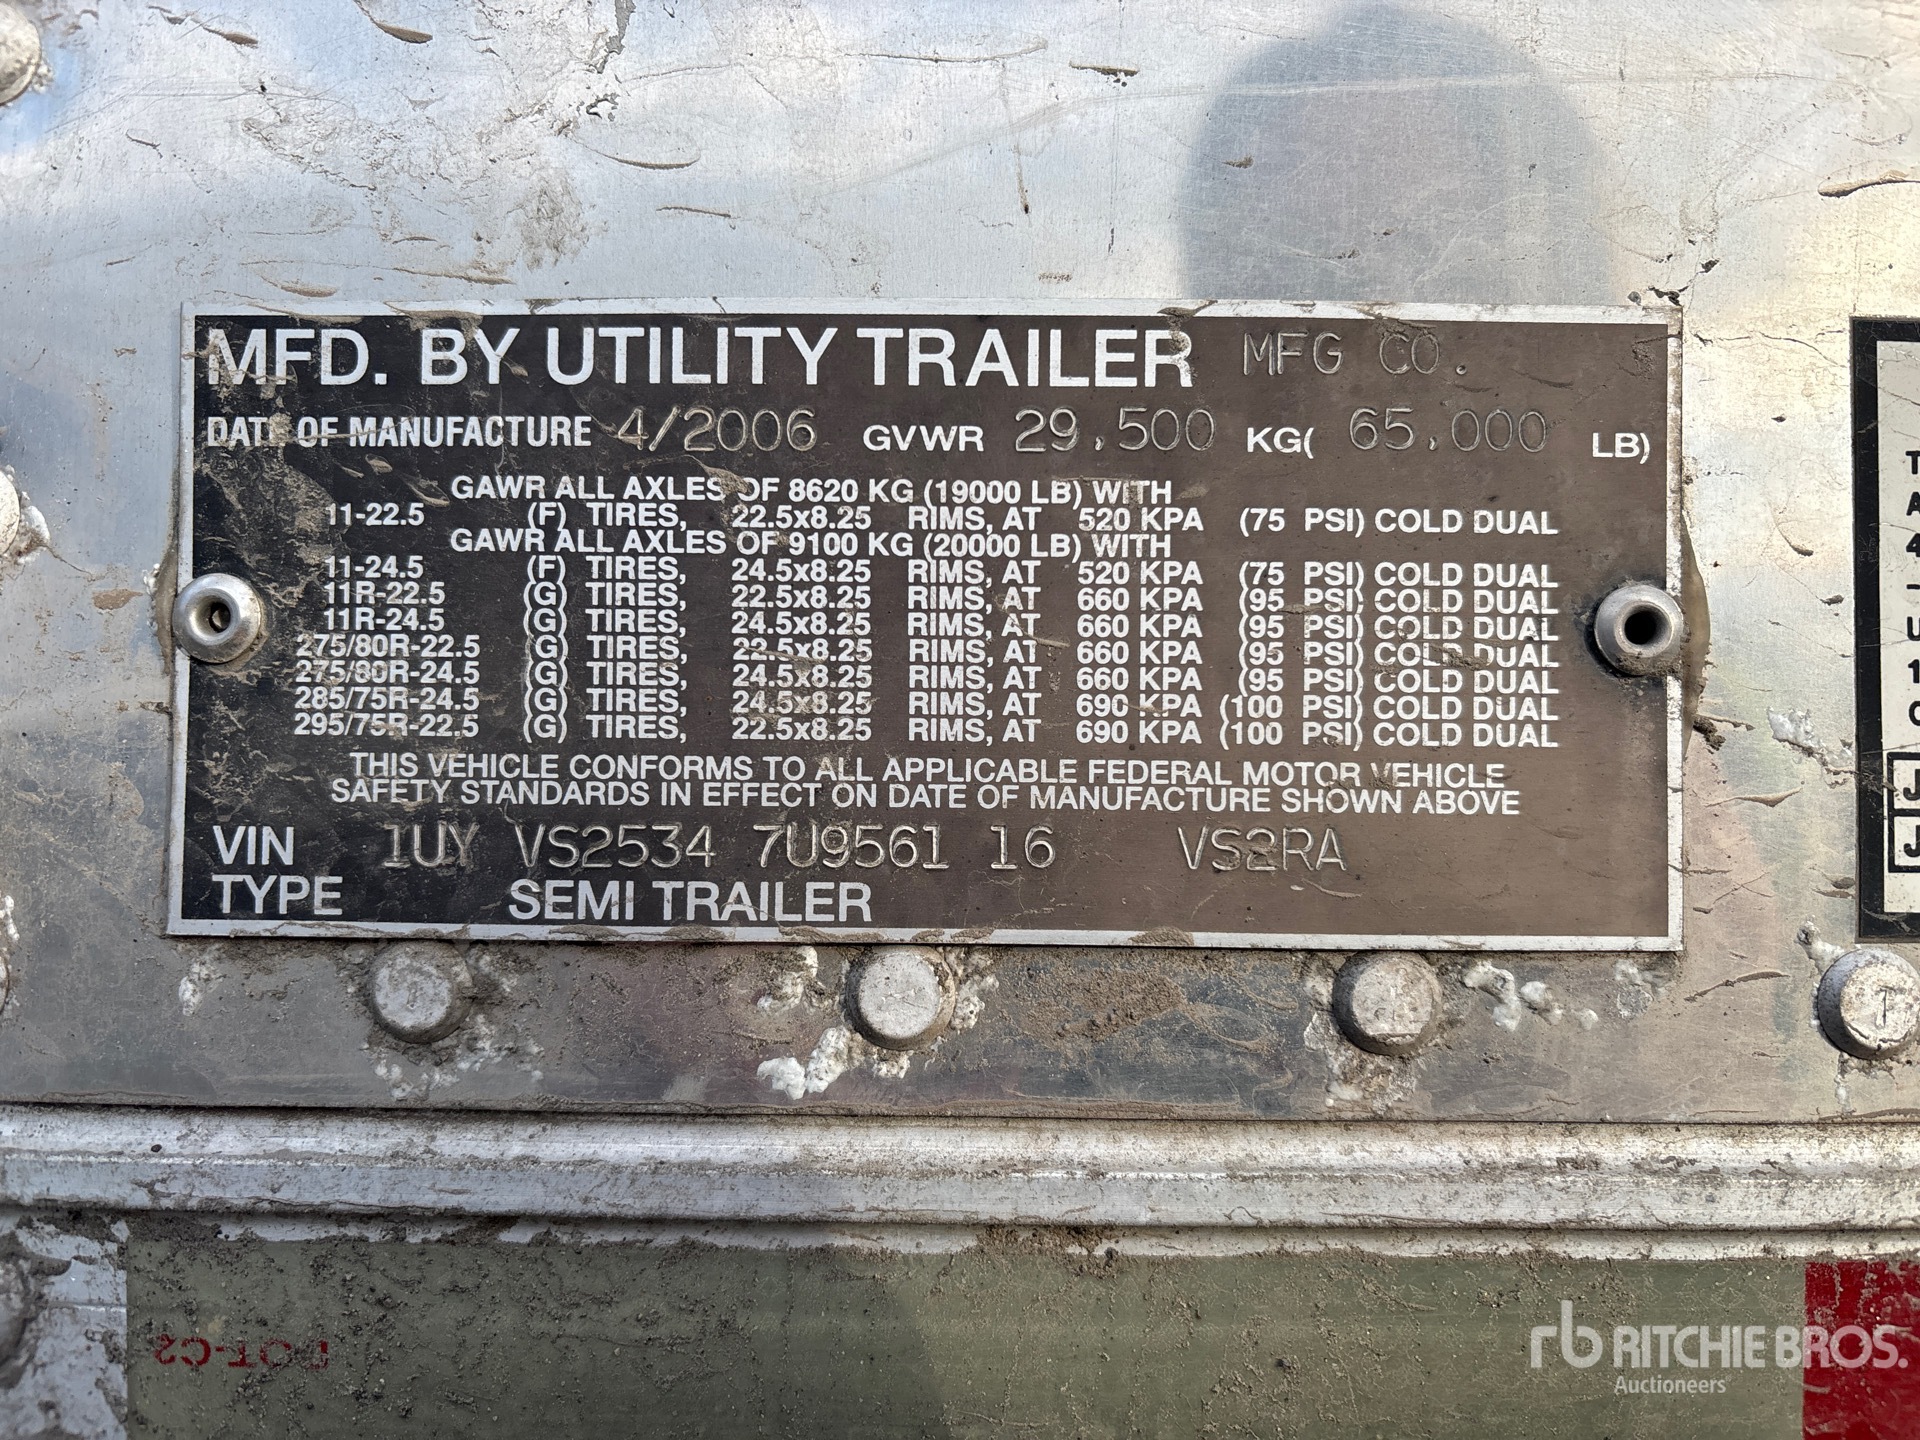 MFD. BY UTILITY TRAILER MFG CO.
DATE OF MANUFACTURE 4/2006 GVWR 29,500 KG( 65,000 LB)
GAWR ALL AXLES OF 8620 KG (19000 LB) WITH
11-22.5 (F) TIRES, 22.5x8.25 RIMS, AT 520 KPA (75 PSI) COLD DUAL
GAWR ALL AXLES OF 9100 KG (20000 LB) WITH
11-24.5 (F) TIRES, 24.5x8.25 RIMS, AT 520 KPA (75 PSI) COLD DUAL
11R-22.5 (G) TIRES, 22.5x8.25 RIMS, AT 660 KPA (95 PSI) COLD DUAL
11R-24.5 (G) TIRES, 24.5x8.25 RIMS, AT 660 KPA (95 PSI) COLD DUAL
275/80R-22.5 (G) TIRES, 22.5x8.25 RIMS, AT 660 KPA (95 PSI) COLD DUAL
275/80R-24.5 (G) TIRES, 24.5x8.25 RIMS, AT 660 KPA (95 PSI) COLD DUAL
285/75R-24.5 (G) TIRES, 24.5x8.25 RIMS, AT 690 KPA (100 PSI) COLD DUAL
295/75R-22.5 (G) TIRES, 22.5x8.25 RIMS, AT 690 KPA (100 PSI) COLD DUAL
THIS VEHICLE CONFORMS TO ALL APPLICABLE FEDERAL MOTOR VEHICLE
SAFETY STANDARDS IN EFFECT ON DATE OF MANUFACTURE SHOWN ABOVE
VIN 1UY VS2534 7U9561 16 VS2RA
TYPE SEMI TRAILER
DOT-C2
rb RITCHIE BROS.
Auctioneers